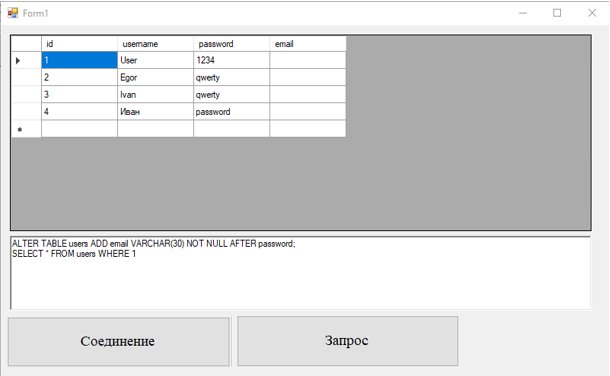 Form1
id username password email
1 User 1234
2 Egor qwerty
3 Ivan qwerty
4 Иван password
ALTER TABLE users ADD email VARCHAR(30) NOT NULL AFTER password;
SELECT * FROM users WHERE 1
Соединение Запрос